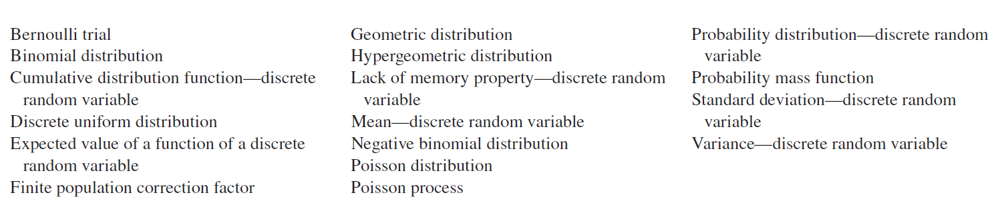 Bernoulli trial
Binomial distribution
Cumulative distribution function—discrete
random variable
Discrete uniform distribution
Expected value of a function of a discrete
random variable
Finite population correction factor
Geometric distribution
Hypergeometric distribution
Lack of memory property—discrete random
variable
Mean—discrete random variable
Negative binomial distribution
Poisson distribution
Poisson process
Probability distribution—discrete random
variable
Probability mass function
Standard deviation—discrete random
variable
Variance—discrete random variable